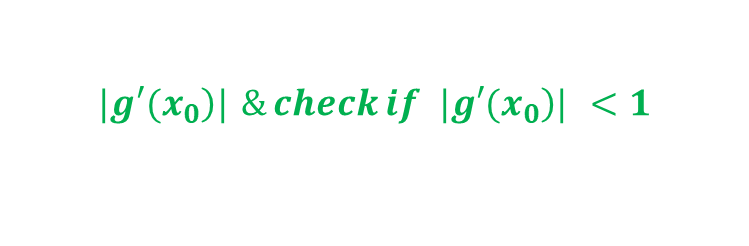 |g′(x₀)| & check if |g′(x₀)| < 1